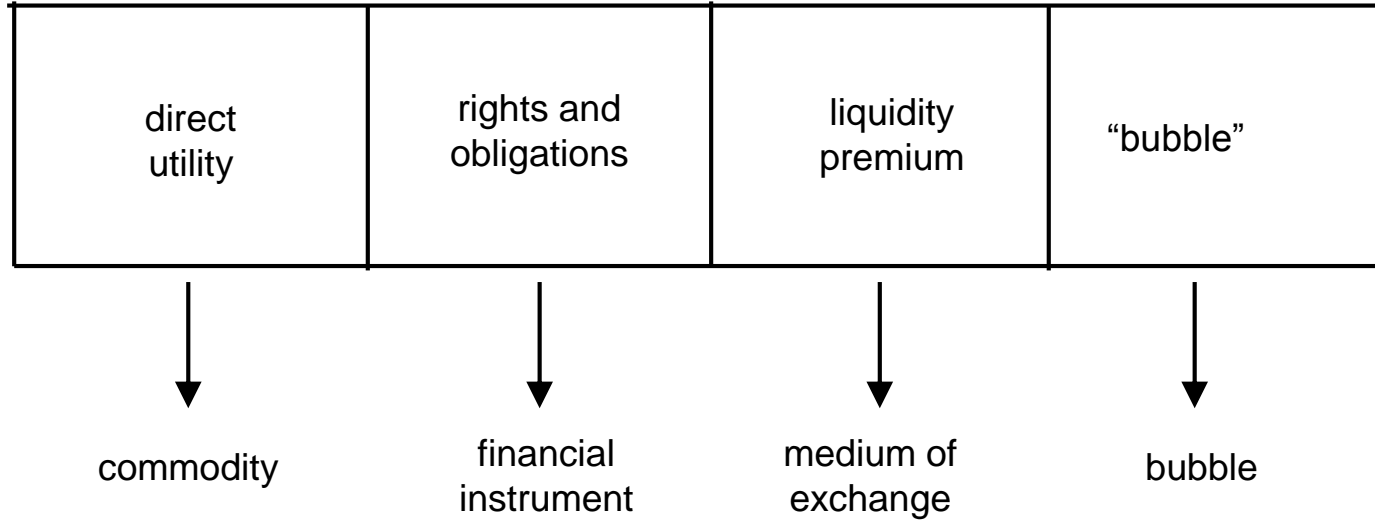 direct
utility
rights and
obligations
liquidity
premium
“bubble”
commodity
financial
instrument
medium of
exchange
bubble